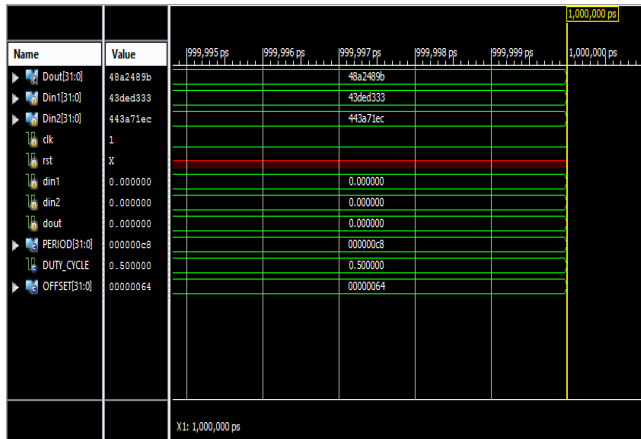 1,000,000 ps
Name Value 999,995 ps 999,996 ps 999,997 ps 999,998 ps 999,999 ps 1,000,000 ps
Dout[31:0] 48a2489b 48a2489b
Din1[31:0] 43ded333 43ded333
Din2[31:0] 443a71ec 443a71ec
clk 1
rst X
din1 0.000000 0.000000
din2 0.000000 0.000000
dout 0.000000 0.000000
PERIOD[31:0] 000000c8 000000c8
DUTY_CYCLE 0.500000 0.500000
OFFSET[31:0] 00000064 00000064
X1: 1,000,000 ps